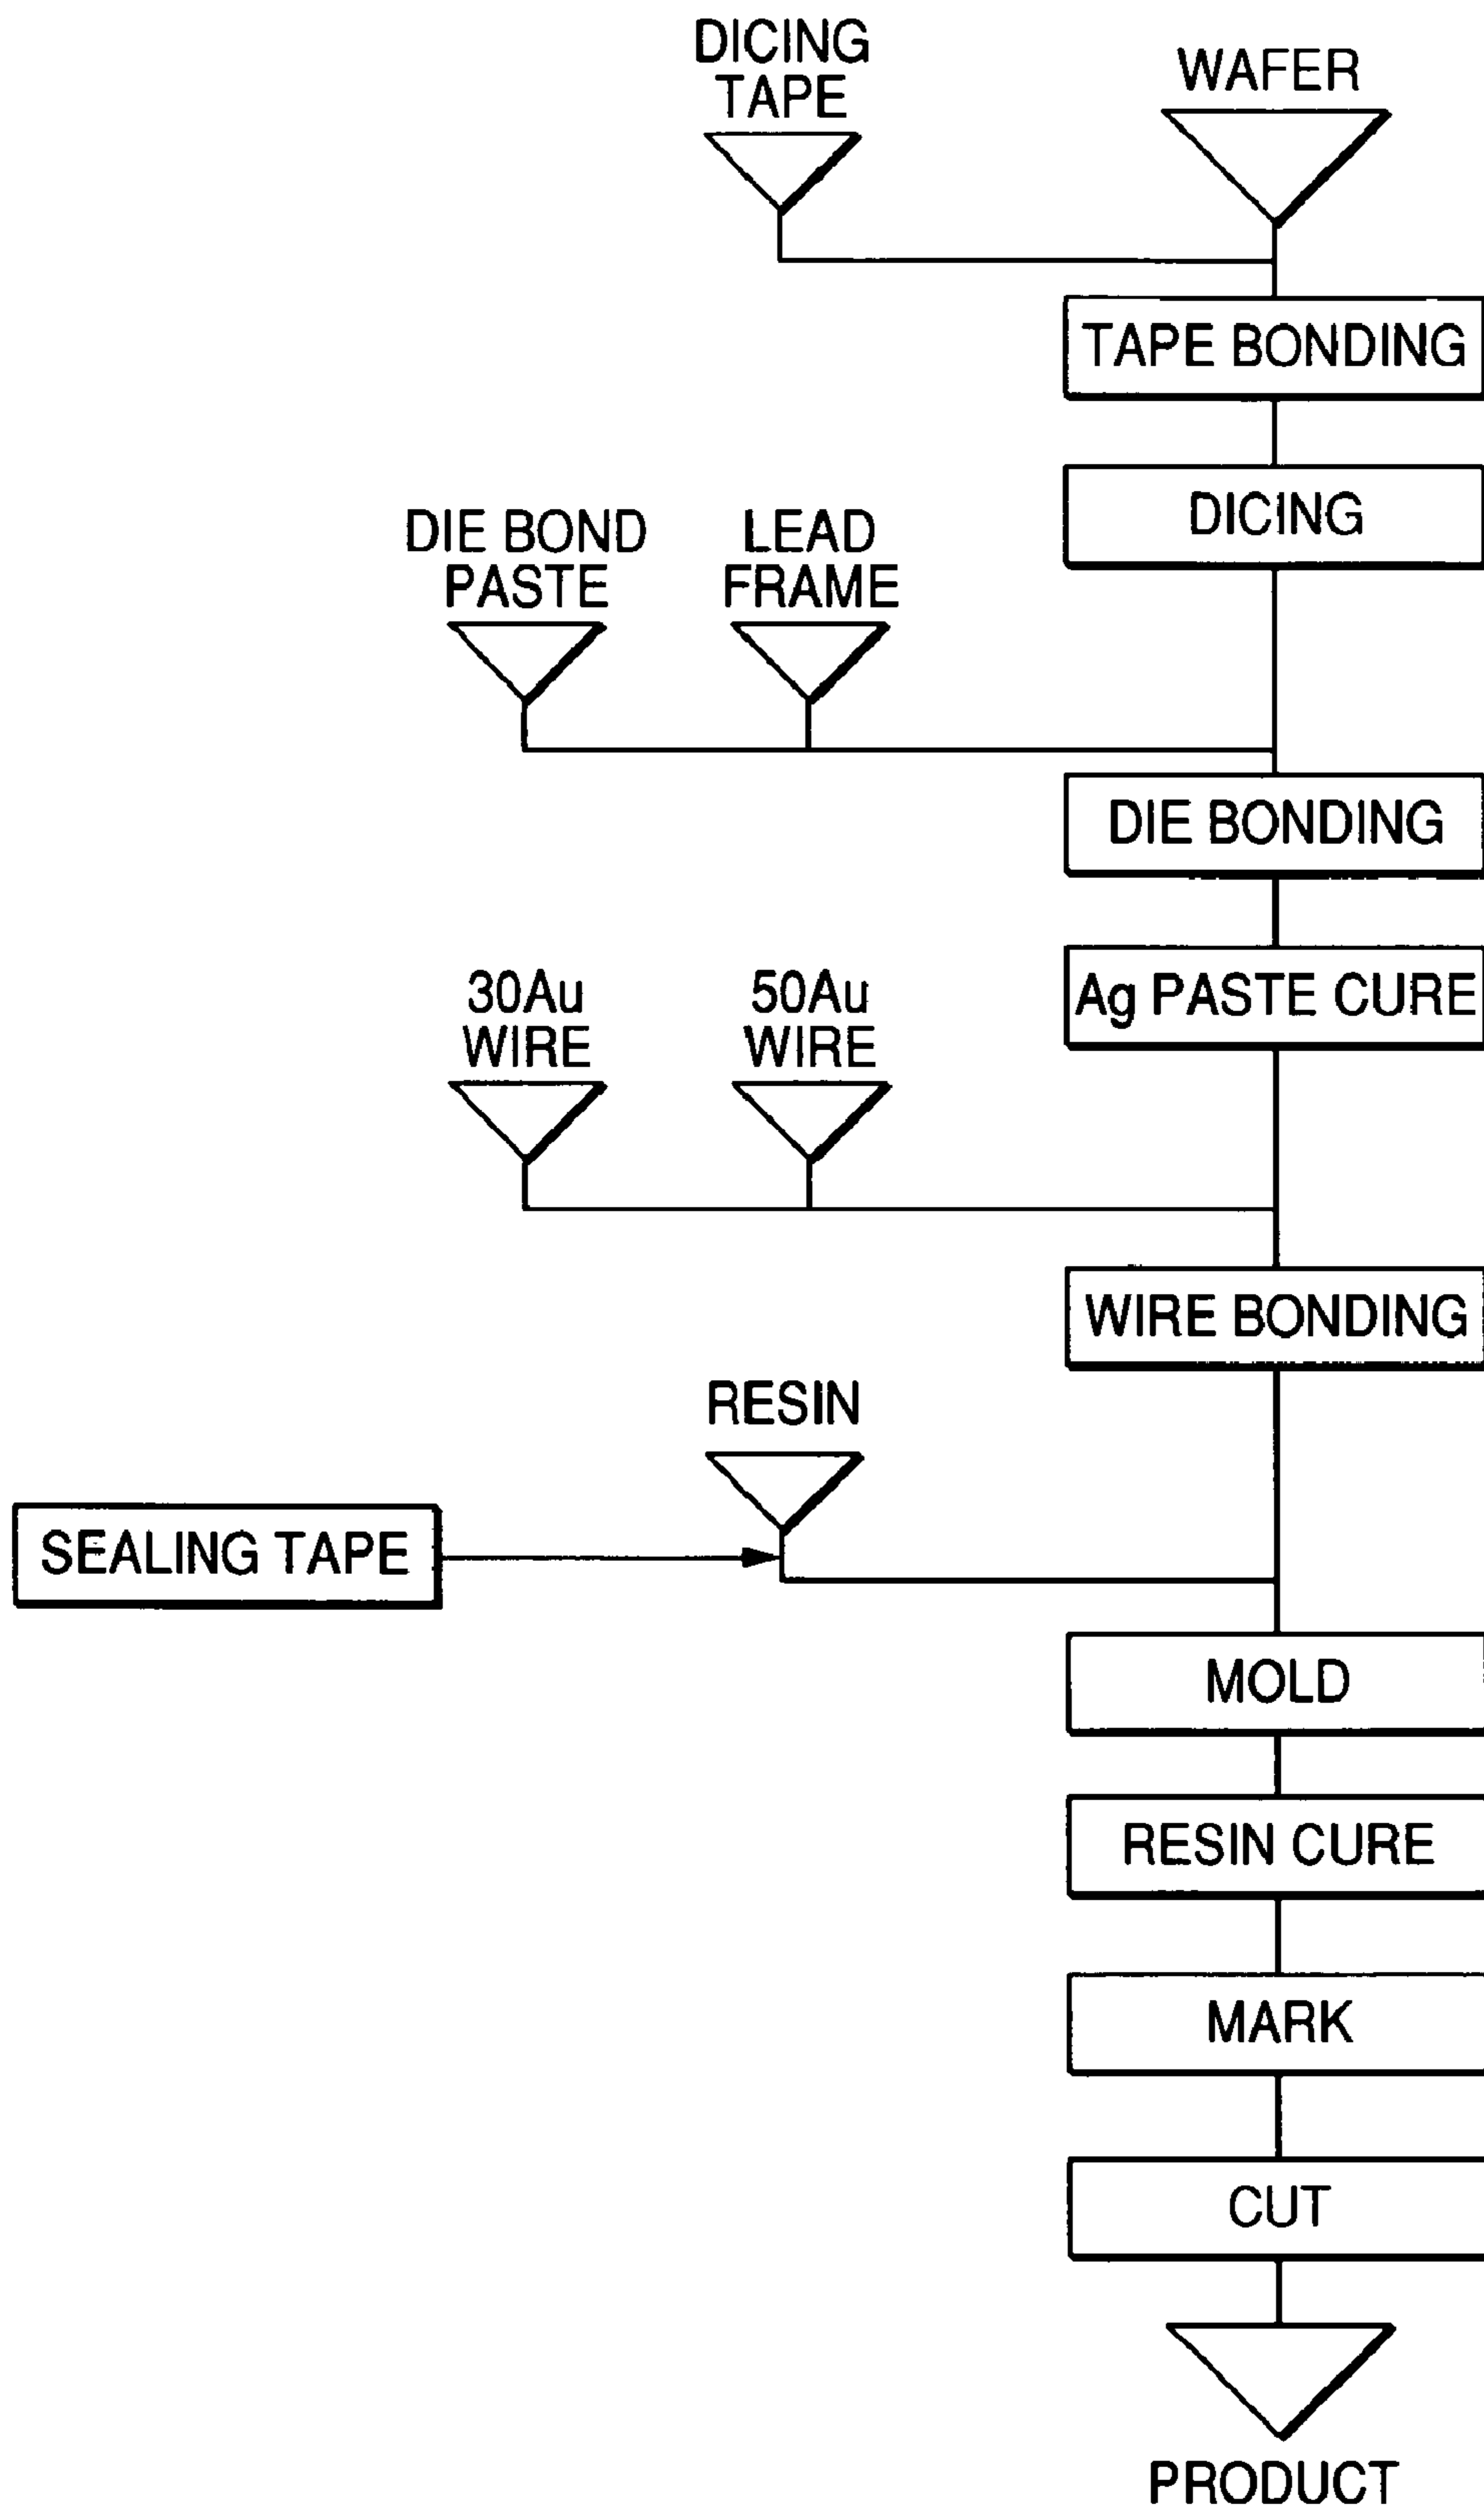 DICING
TAPE
WAFER
TAPE BONDING
DICING
DIE BOND
PASTE
LEAD
FRAME
DIE BONDING
Ag PASTE CURE
30Au
WIRE
50Au
WIRE
WIRE BONDING
RESIN
SEALING TAPE
MOLD
RESIN CURE
MARK
CUT
PRODUCT